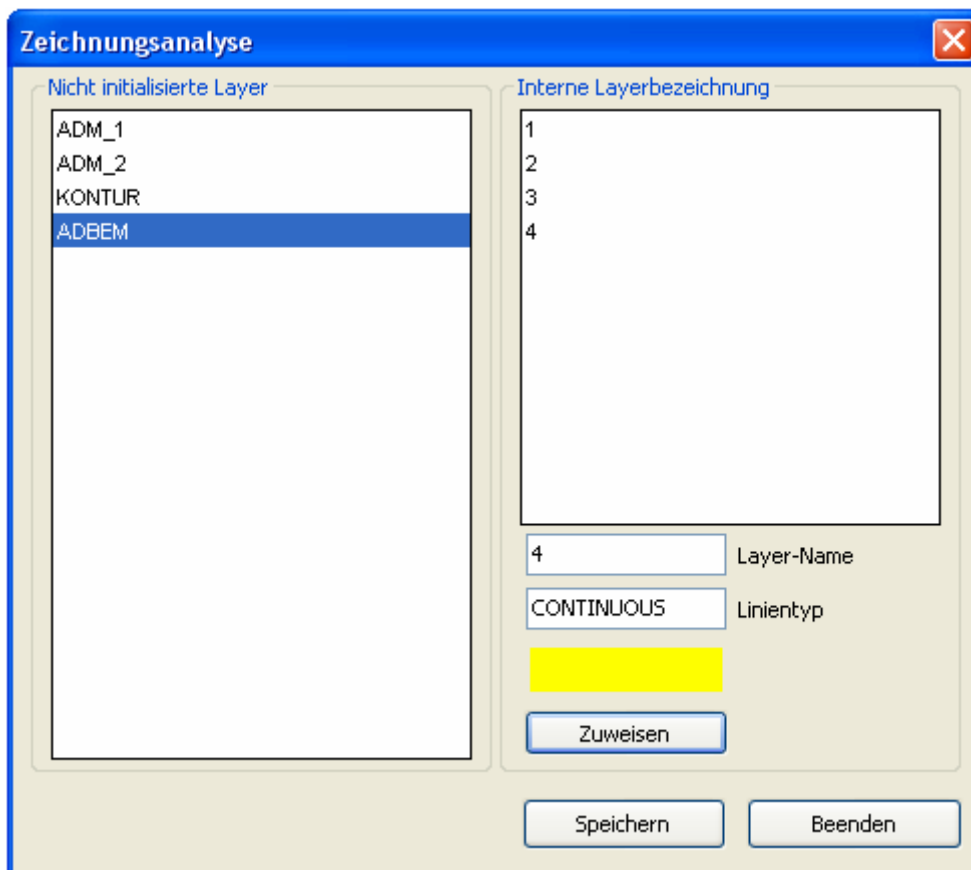 Zeichnungsanalyse
Nicht initialisierte Layer
ADM_1
ADM_2
KONTUR
ADBEM
Interne Layerbezeichnung
1
2
3
4
4 Layer-Name
CONTINUOUS Linientyp
Zuweisen
Speichern Beenden